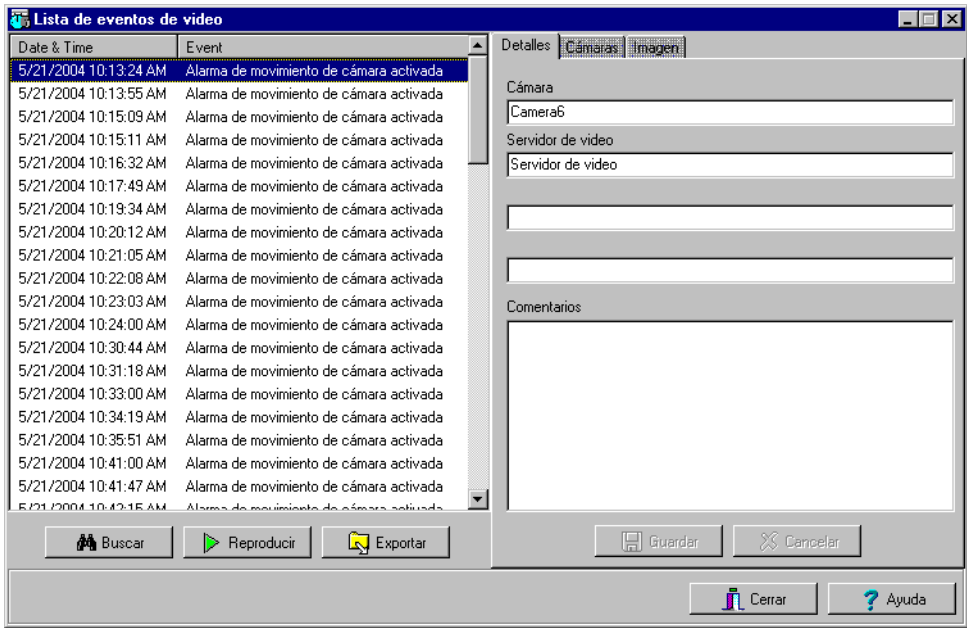 Lista de eventos de video
Date & Time Event
5/21/2004 10:13:24 AM Alarma de movimiento de cámara activada
5/21/2004 10:13:55 AM Alarma de movimiento de cámara activada
5/21/2004 10:15:09 AM Alarma de movimiento de cámara activada
5/21/2004 10:15:11 AM Alarma de movimiento de cámara activada
5/21/2004 10:16:32 AM Alarma de movimiento de cámara activada
5/21/2004 10:17:49 AM Alarma de movimiento de cámara activada
5/21/2004 10:19:34 AM Alarma de movimiento de cámara activada
5/21/2004 10:20:12 AM Alarma de movimiento de cámara activada
5/21/2004 10:21:05 AM Alarma de movimiento de cámara activada
5/21/2004 10:22:08 AM Alarma de movimiento de cámara activada
5/21/2004 10:23:03 AM Alarma de movimiento de cámara activada
5/21/2004 10:24:00 AM Alarma de movimiento de cámara activada
5/21/2004 10:30:44 AM Alarma de movimiento de cámara activada
5/21/2004 10:31:18 AM Alarma de movimiento de cámara activada
5/21/2004 10:33:00 AM Alarma de movimiento de cámara activada
5/21/2004 10:34:19 AM Alarma de movimiento de cámara activada
5/21/2004 10:35:51 AM Alarma de movimiento de cámara activada
5/21/2004 10:41:00 AM Alarma de movimiento de cámara activada
5/21/2004 10:41:47 AM Alarma de movimiento de cámara activada
5/21/2004 10:42:15 AM Alarma de movimiento de cámara activada
Buscar Reproducir Exportar
Detalles Cámaras Imagen
Cámara
Camera6
Servidor de video
Servidor de video
Comentarios
Guardar Cancelar
Cerrar Ayuda